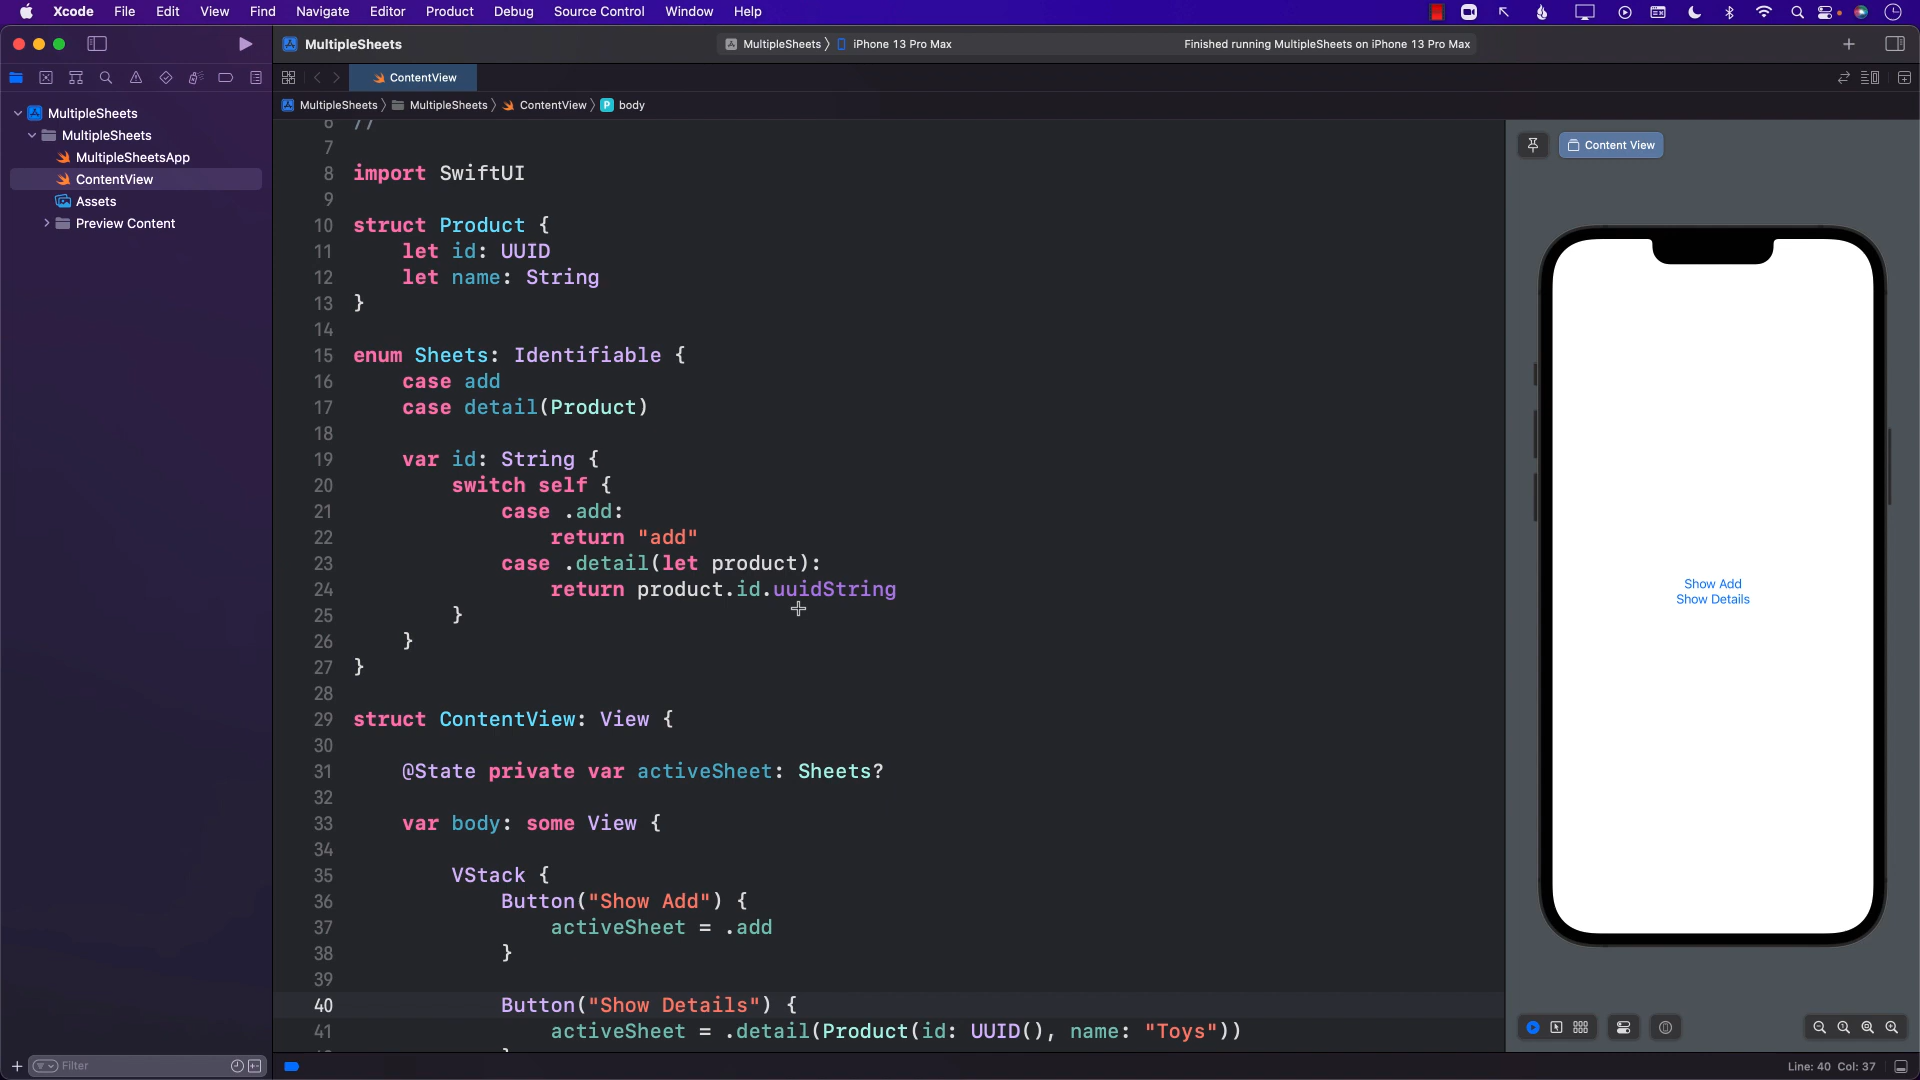 Xcode File Edit View Find Navigate Editor Product Debug Source Control Window Help
MultipleSheets
MultipleSheets 〉 iPhone 13 Pro Max
Finished running MultipleSheets on iPhone 13 Pro Max
ContentView
MultipleSheets 〉 MultipleSheets 〉 ContentView 〉 P body
MultipleSheets
MultipleSheets
MultipleSheetsApp
ContentView
Assets
Preview Content
6 //
7
8 import SwiftUI
9
10 struct Product {
11     let id: UUID
12     let name: String
13 }
14
15 enum Sheets: Identifiable {
16     case add
17     case detail(Product)
18
19     var id: String {
20         switch self {
21             case .add:
22                 return "add"
23             case .detail(let product):
24                 return product.id.uuidString
25         }
26     }
27 }
28
29 struct ContentView: View {
30
31     @State private var activeSheet: Sheets?
32
33     var body: some View {
34
35         VStack {
36             Button("Show Add") {
37                 activeSheet = .add
38             }
39
40             Button("Show Details") {
41                 activeSheet = .detail(Product(id: UUID(), name: "Toys"))
Content View
Show Add
Show Details
Filter
Line: 40 Col: 37